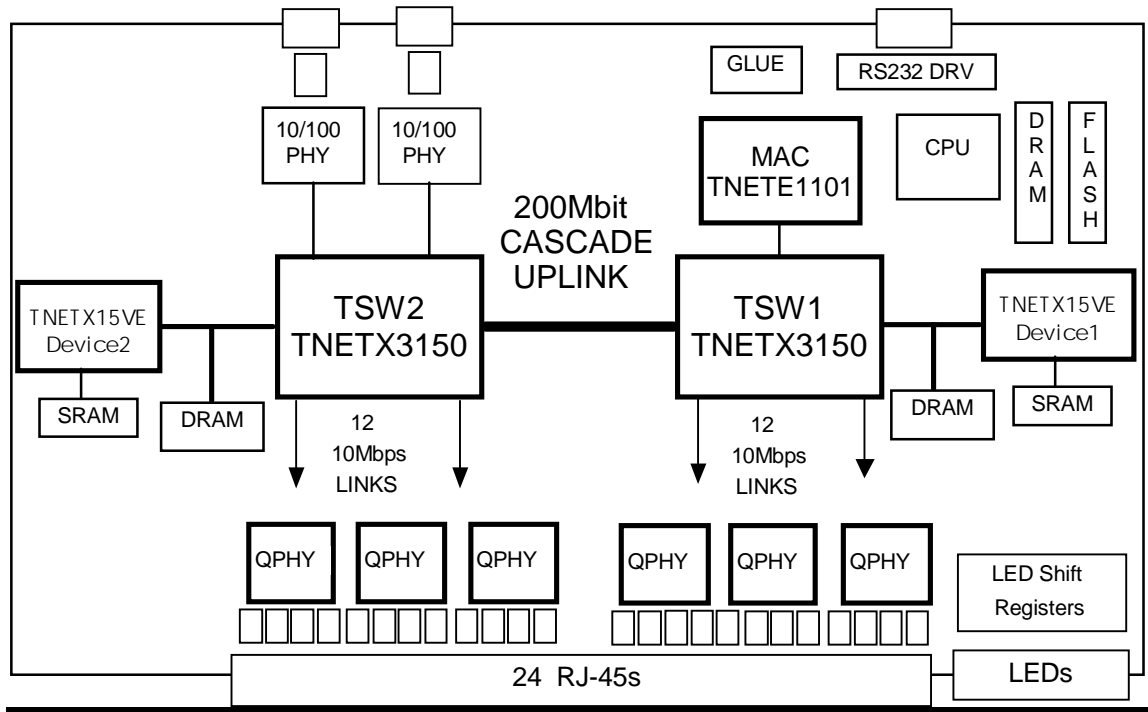 GLUE
RS232 DRV
10/100
PHY
10/100
PHY
MAC
TNETE1101
CPU
DRAM
FLASH
200Mbit
CASCADE
UPLINK
TNETX15VE
Device2
TSW2
TNETX3150
TSW1
TNETX3150
TNETX15VE
Device1
SRAM
DRAM
DRAM
SRAM
12
10Mbps
LINKS
12
10Mbps
LINKS
QPHY
QPHY
QPHY
QPHY
QPHY
QPHY
LED Shift
Registers
24 RJ-45s
LEDs